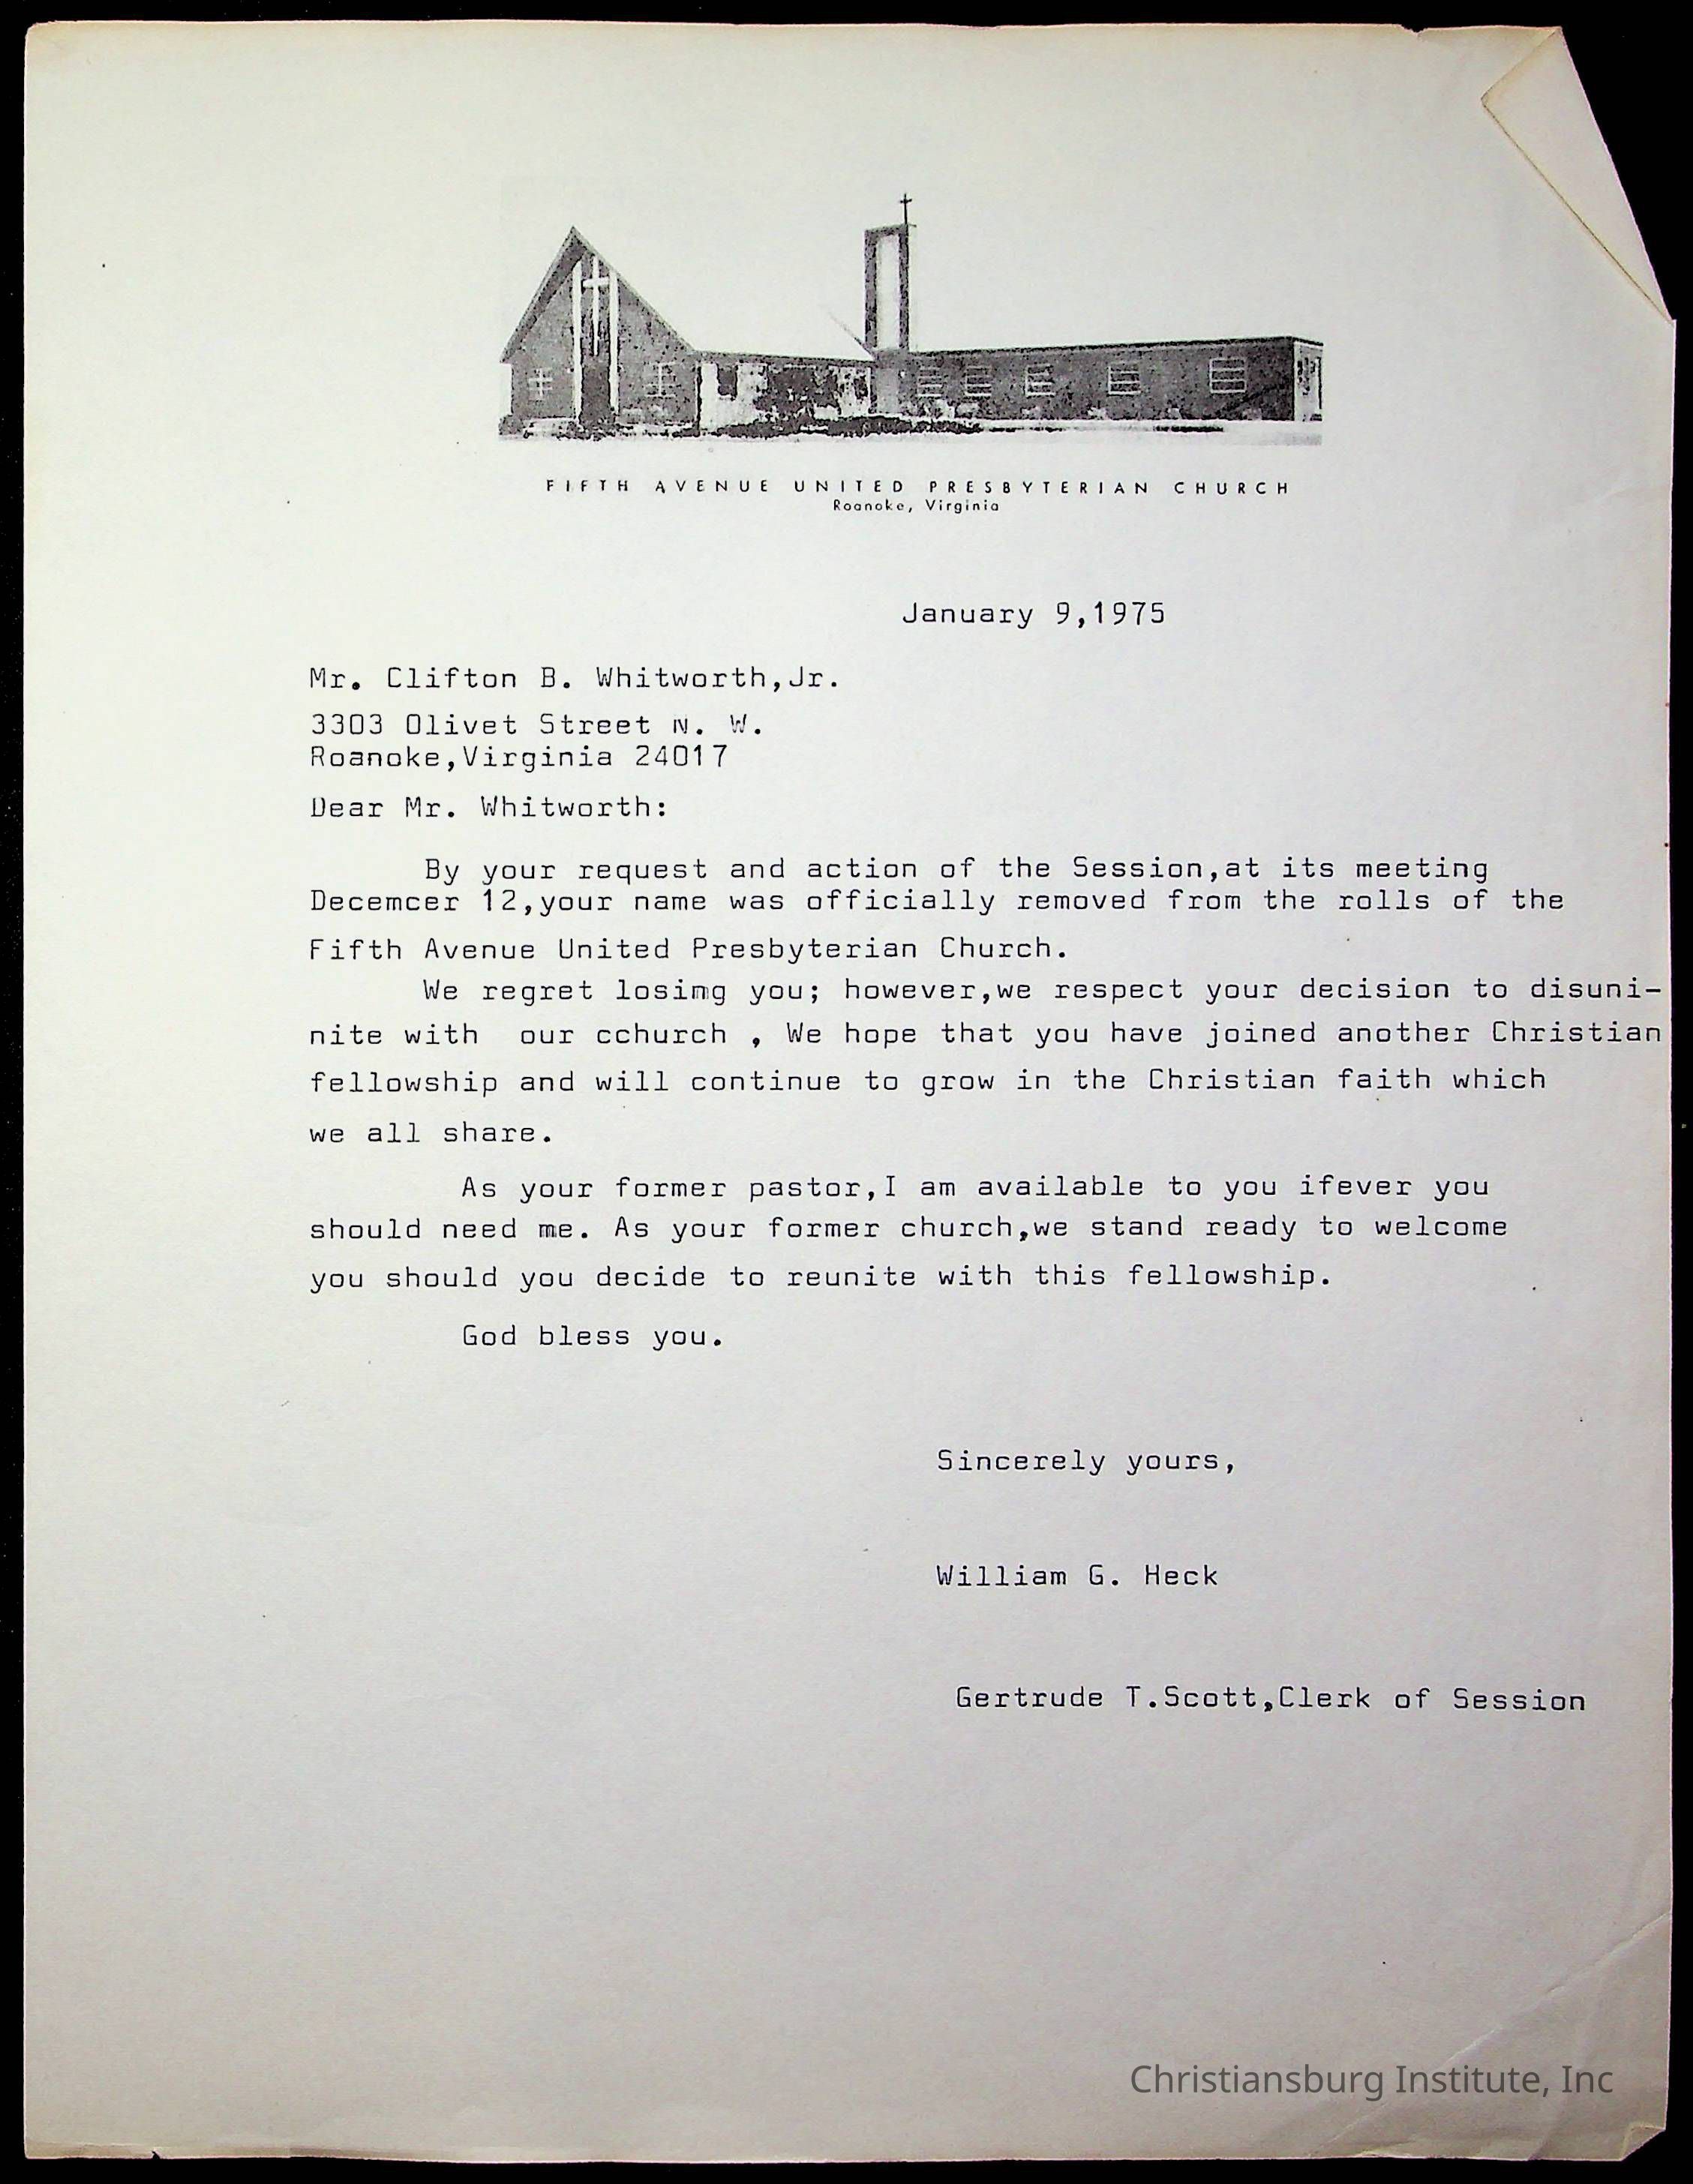 FIFTH AVENUE UNITED PRESBYTERIAN CHURCH
Roanoke, Virginia
January 9,1975
Mr. Clifton B. Whitworth,Jr.
3303 Olivet Street N. W.
Roanoke,Virginia 24017
Dear Mr. Whitworth:
By your request and action of the Session,at its meeting
Decemcer 12,your name was officially removed from the rolls of the
Fifth Avenue United Presbyterian Church.
We regret losimg you; however,we respect your decision to disuni-
nite with our cchurch , We hope that you have joined another Christian
fellowship and will continue to grow in the Christian faith which
we all share.
As your former pastor,I am available to you ifever you
should need me. As your former church,we stand ready to welcome
you should you decide to reunite with this fellowship.
God bless you.
Sincerely yours,
William G. Heck
Gertrude T.Scott,Clerk of Session
Christiansburg Institute, Inc